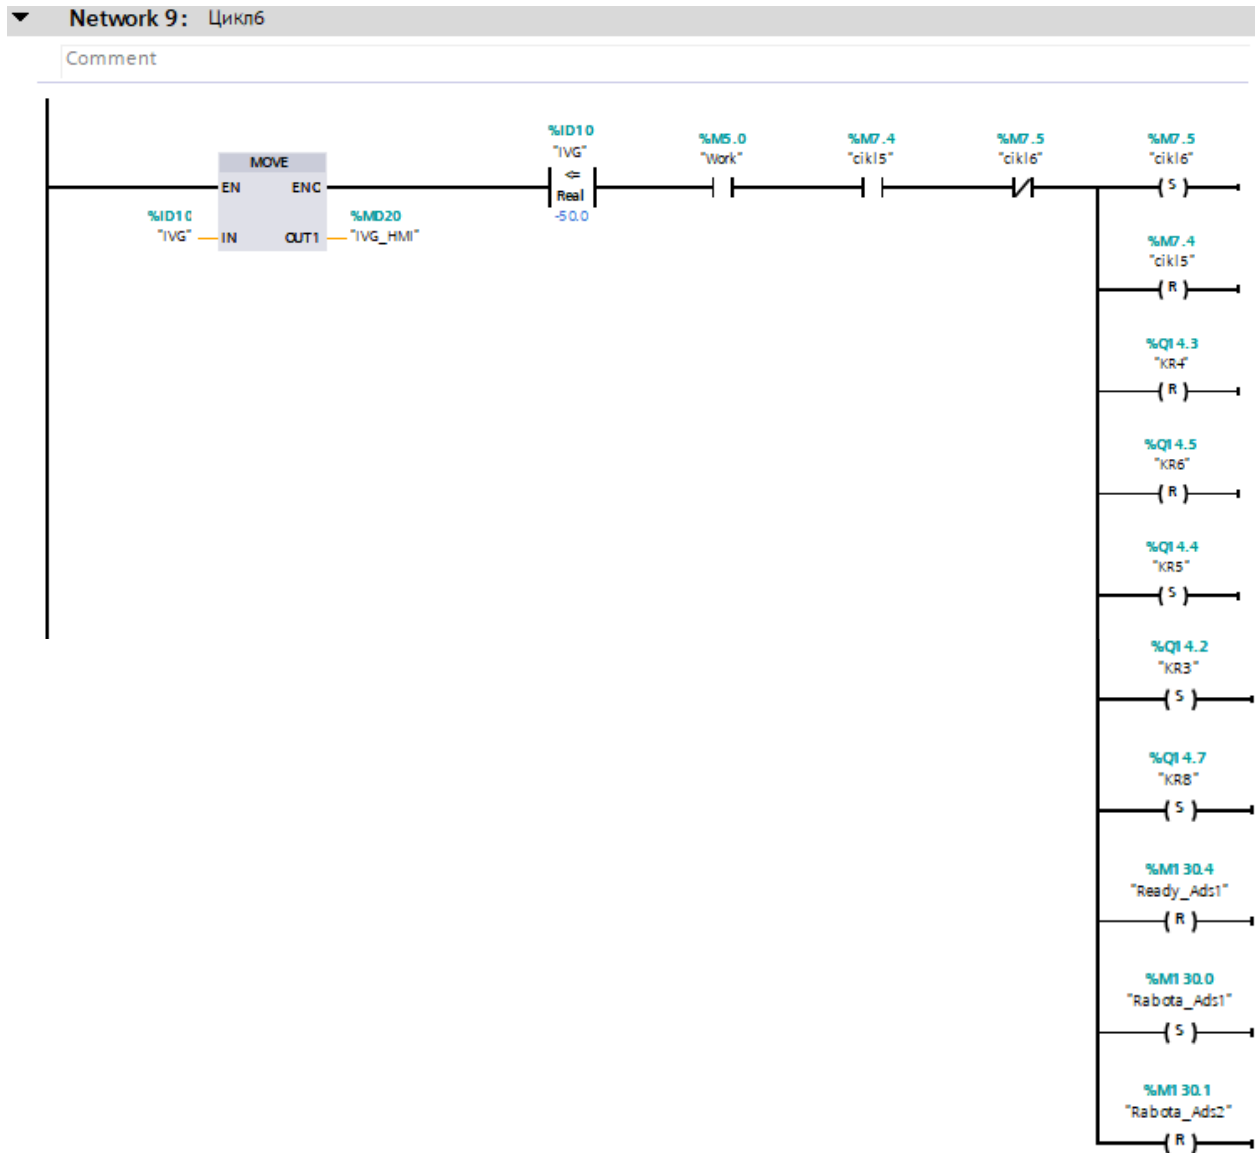 Network 9: Цикл6
Comment
%ID10
"IVG"
<=
Real
-50.0
%M5.0
"Work"
%M7.4
"cikl5"
%M7.5
"cikl6"
%M7.5
"cikl6"
S
MOVE
EN
ENO
%ID10
"IVG"
IN
OUT1
%MD20
"IVG_HMI"
%M7.4
"cikl5"
R
%Q14.3
"KR4"
R
%Q14.5
"KR6"
R
%Q14.4
"KR5"
S
%Q14.2
"KR3"
S
%Q14.7
"KR8"
S
%M130.4
"Ready_Ads1"
R
%M130.0
"Rabota_Ads1"
S
%M130.1
"Rabota_Ads2"
R